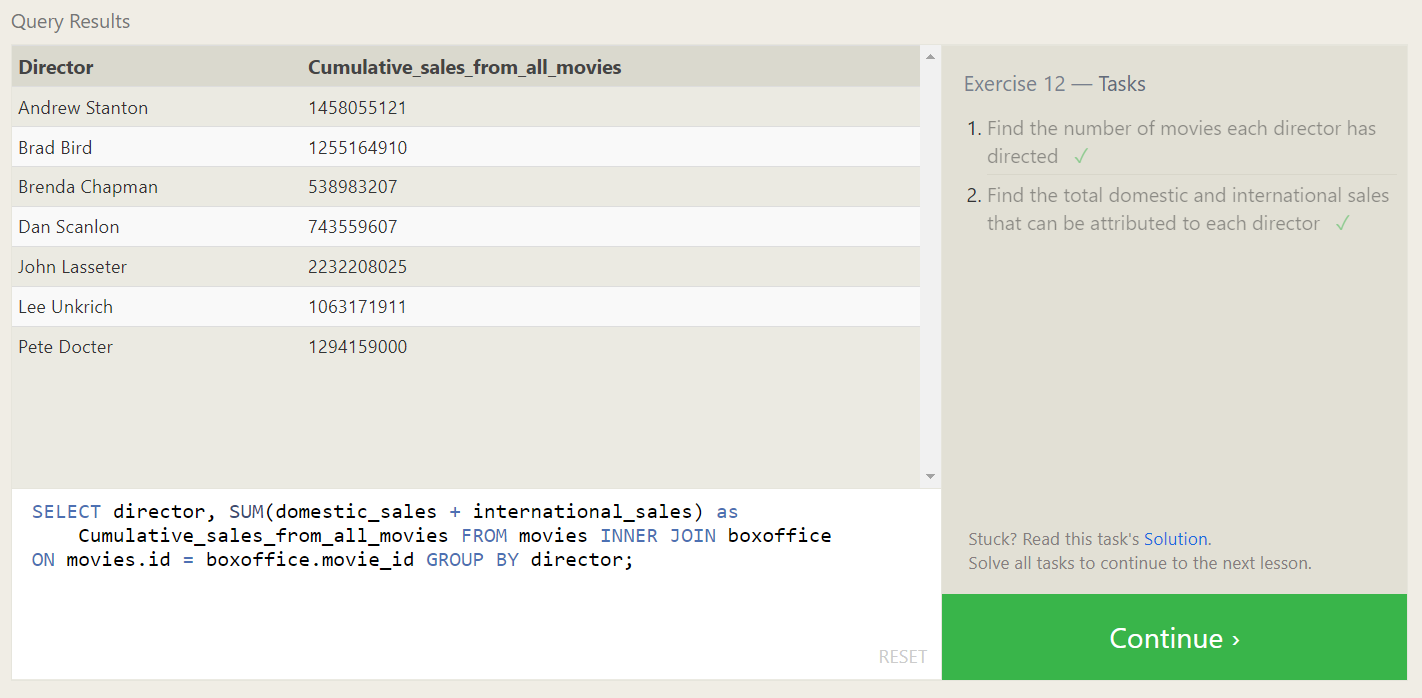 Query Results
Director Cumulative_sales_from_all_movies
Andrew Stanton 1458055121
Brad Bird 1255164910
Brenda Chapman 538983207
Dan Scanlon 743559607
John Lasseter 2232208025
Lee Unkrich 1063171911
Pete Docter 1294159000
SELECT director, SUM(domestic_sales + international_sales) as
Cumulative_sales_from_all_movies FROM movies INNER JOIN boxoffice
ON movies.id = boxoffice.movie_id GROUP BY director;
RESET
Exercise 12 — Tasks
1. Find the number of movies each director has
directed ✓
2. Find the total domestic and international sales
that can be attributed to each director ✓
Stuck? Read this task's Solution.
Solve all tasks to continue to the next lesson.
Continue ›